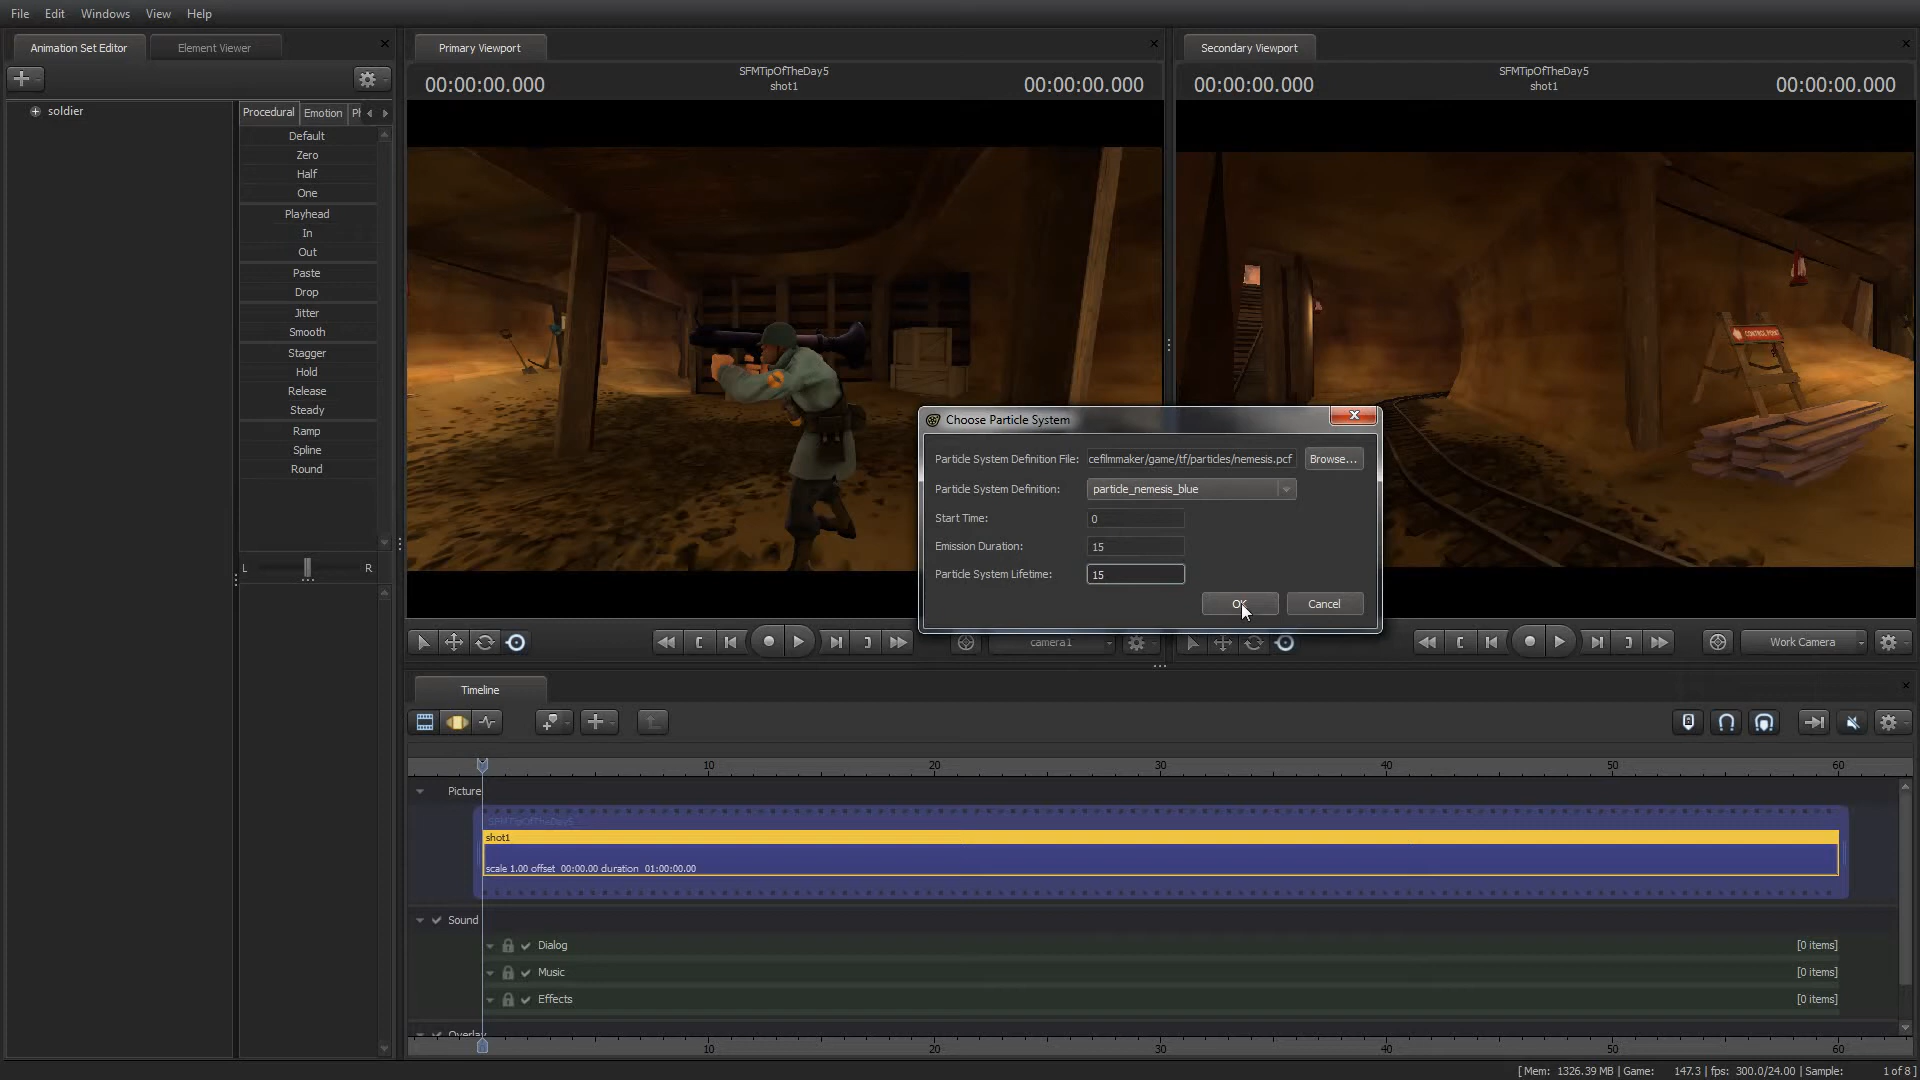 File Edit Windows View Help
Animation Set Editor Element Viewer
soldier
Procedural Emotion
Default
Zero
Half
One
Playhead
In
Out
Paste
Drop
Jitter
Smooth
Stagger
Hold
Release
Steady
Ramp
Spline
Round
L R
Primary Viewport
00:00:00.000 SFMTipOfTheDay5 00:00:00.000
shot1
Secondary Viewport
00:00:00.000 SFMTipOfTheDay5 00:00:00.000
shot1
CONTROL POINT
Choose Particle System
Particle System Definition File: cefilmmaker/game/tf/particles/nemesis.pcf Browse...
Particle System Definition: particle_nemesis_blue
Start Time: 0
Emission Duration: 15
Particle System Lifetime: 15
OK Cancel
camera1
Work Camera
Timeline
10 20 30 40 50 60
Picture
SFMTipOfTheDay5
shot1
scale 1.00 offset 00:00.00 duration 01:00:00.00
Sound
Dialog [0 items]
Music [0 items]
Effects [0 items]
Overlay
10 20 30 40 50 60
[ Mem: 1326.39 MB | Game: 147.3 | fps: 300.0/24.00 | Sample: 1 of 8 ]